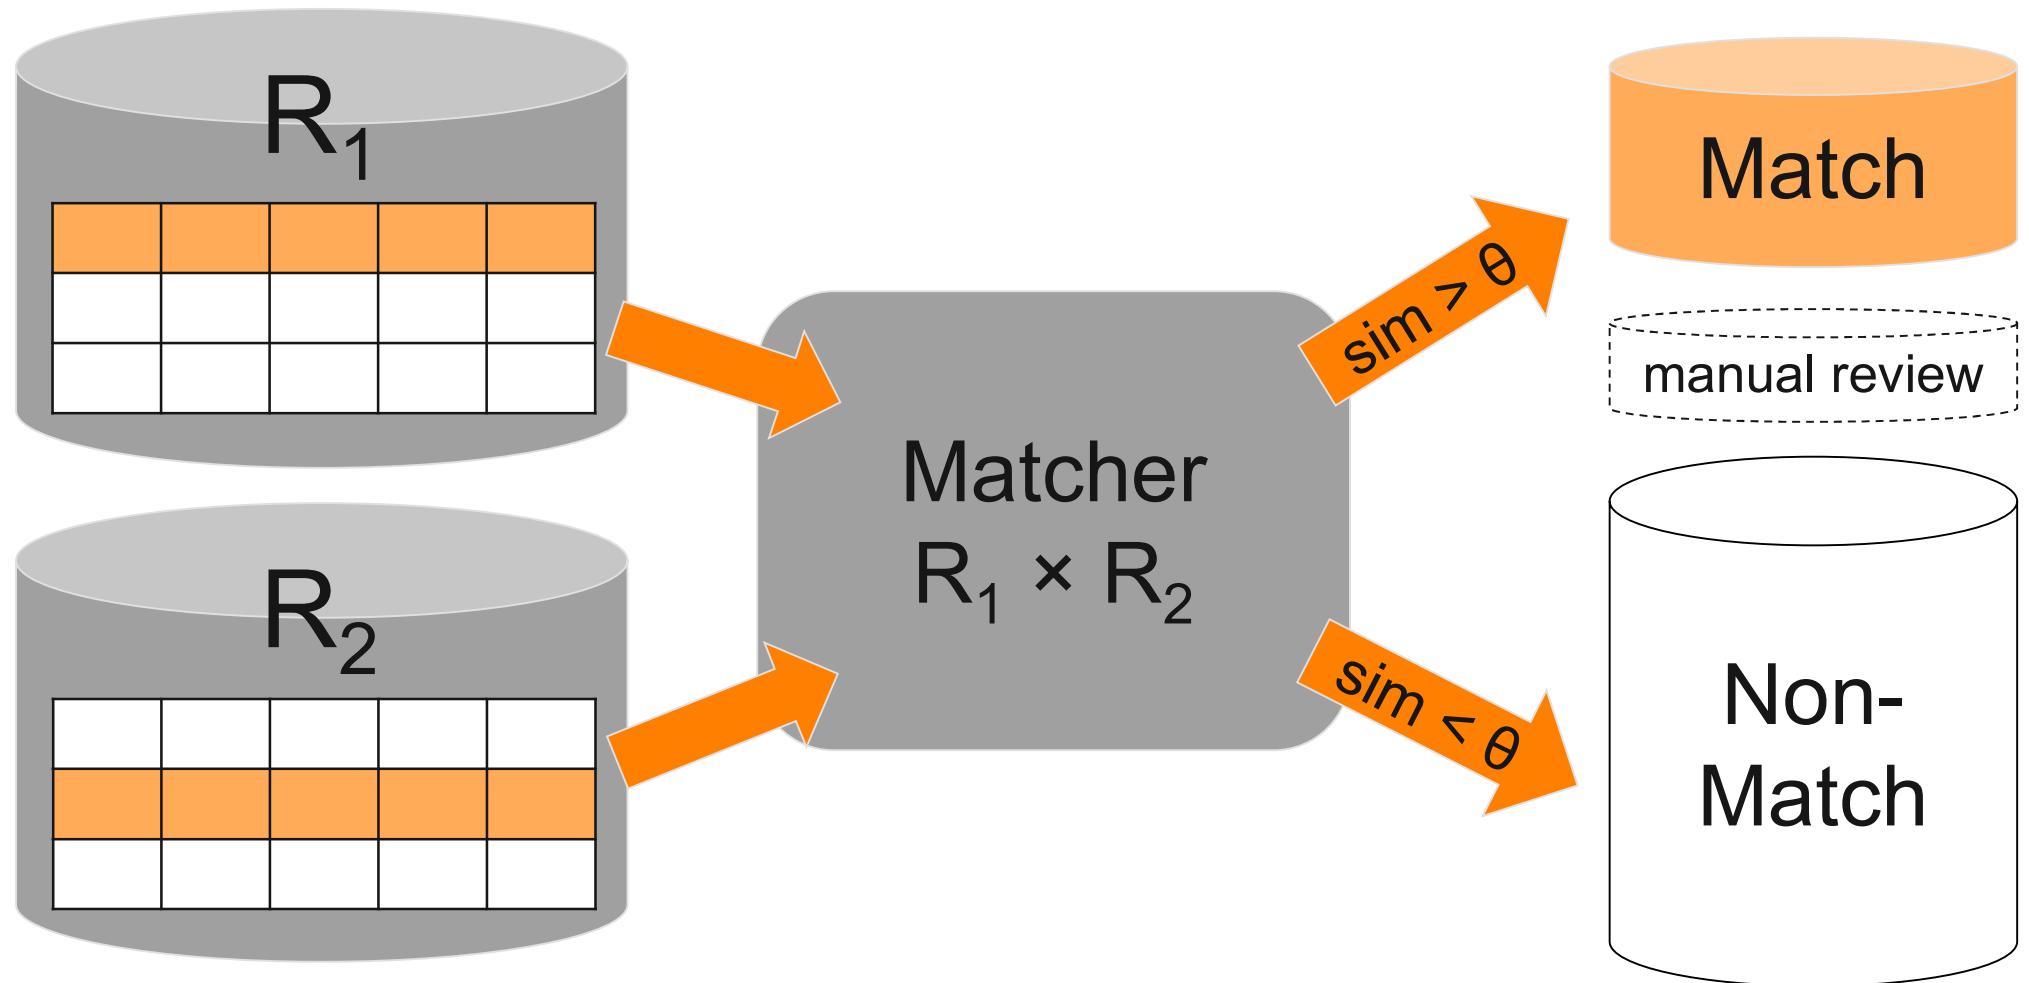 R₁
R₂
Matcher
R₁ × R₂
sim > θ
sim < θ
Match
manual review
Non-
Match